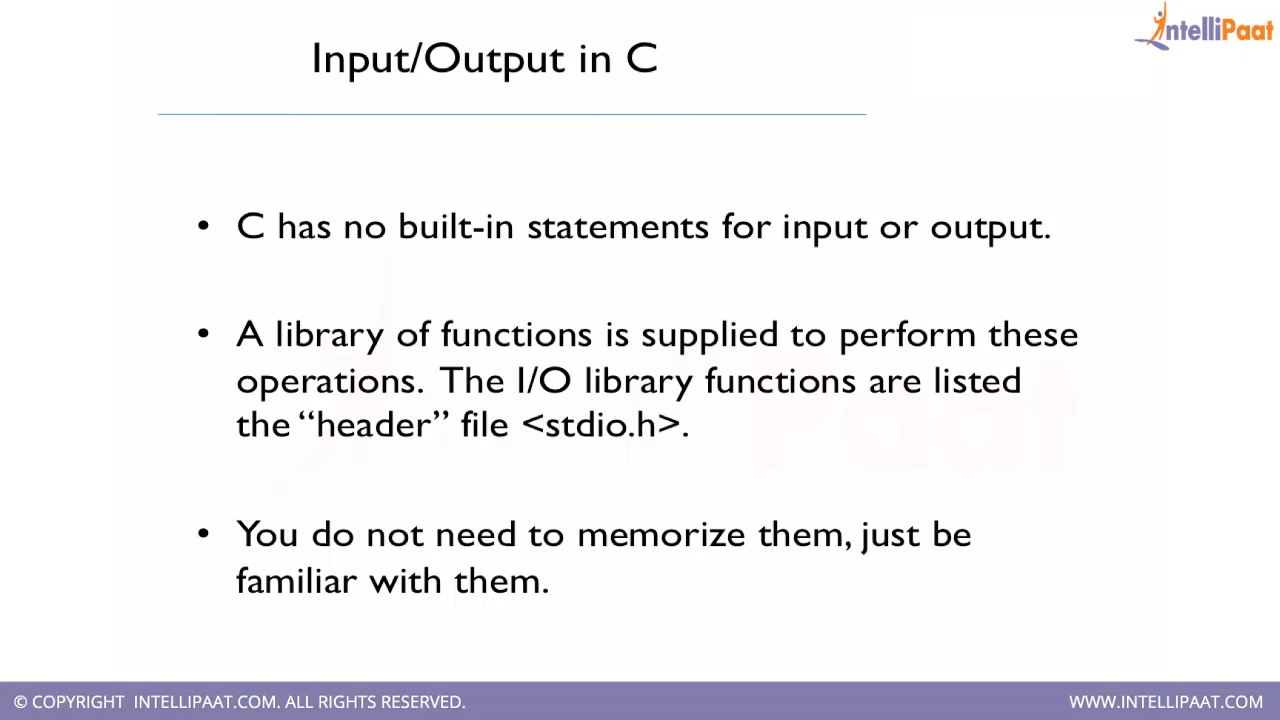 IntelliPaat
Input/Output in C
• C has no built-in statements for input or output.
• A library of functions is supplied to perform these
operations. The I/O library functions are listed
the “header” file <stdio.h>.
• You do not need to memorize them, just be
familiar with them.
© COPYRIGHT INTELLIPAAT.COM. ALL RIGHTS RESERVED.
WWW.INTELLIPAAT.COM